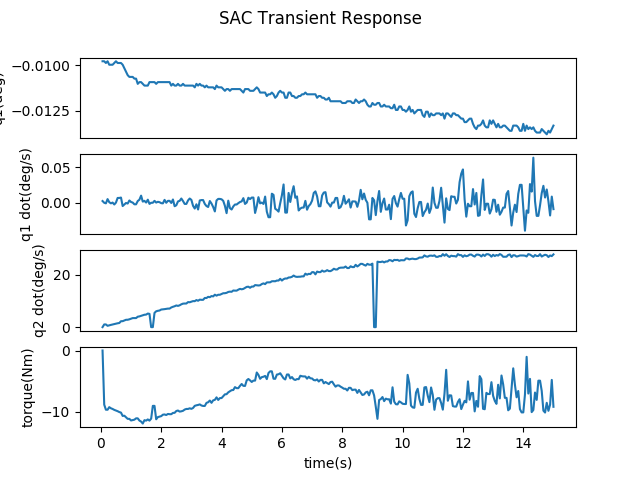 SAC Transient Response
−0.0100
−0.0125
0.05
0.00
q1 dot(deg/s)
20
0
q2 dot(deg/s)
0
−10
torque(Nm)
0 2 4 6 8 10 12 14
time(s)